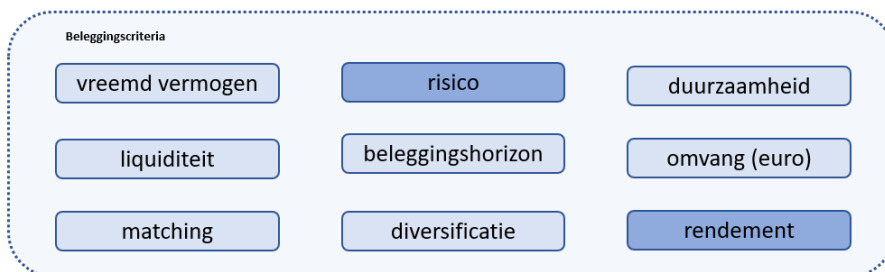 Beleggingscriteria
vreemd vermogen
risico
duurzaamheid
liquiditeit
beleggingshorizon
omvang (euro)
matching
diversificatie
rendement